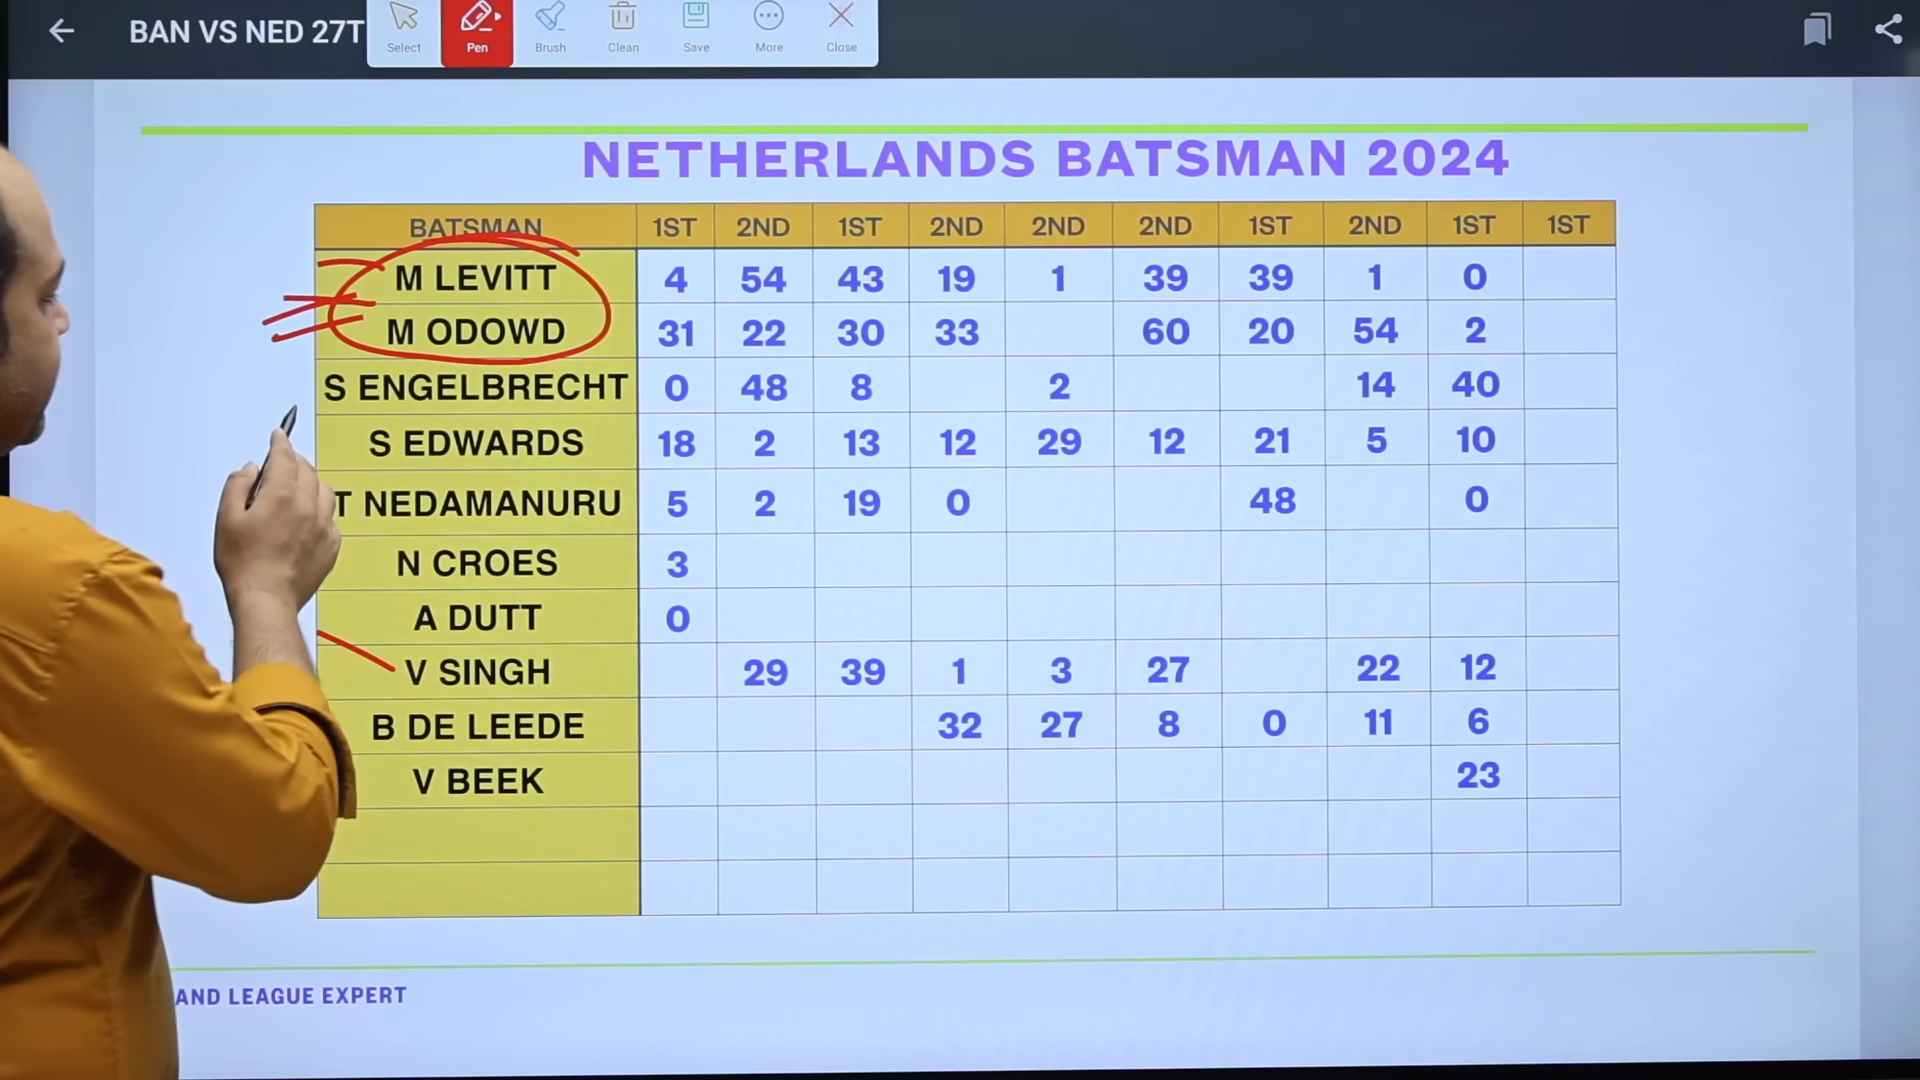 BAN VS NED 27T
Select Pen Brush Clean Save More Close
NETHERLANDS BATSMAN 2024
BATSMAN 1ST 2ND 1ST 2ND 2ND 2ND 1ST 2ND 1ST 1ST
M LEVITT 4 54 43 19 1 39 39 1 0
M ODOWD 31 22 30 33 60 20 54 2
S ENGELBRECHT 0 48 8 2 14 40
S EDWARDS 18 2 13 12 29 12 21 5 10
T NEDAMANURU 5 2 19 0 48 0
N CROES 3
A DUTT 0
V SINGH 29 39 1 3 27 22 12
B DE LEEDE 32 27 8 0 11 6
V BEEK 23
AND LEAGUE EXPERT